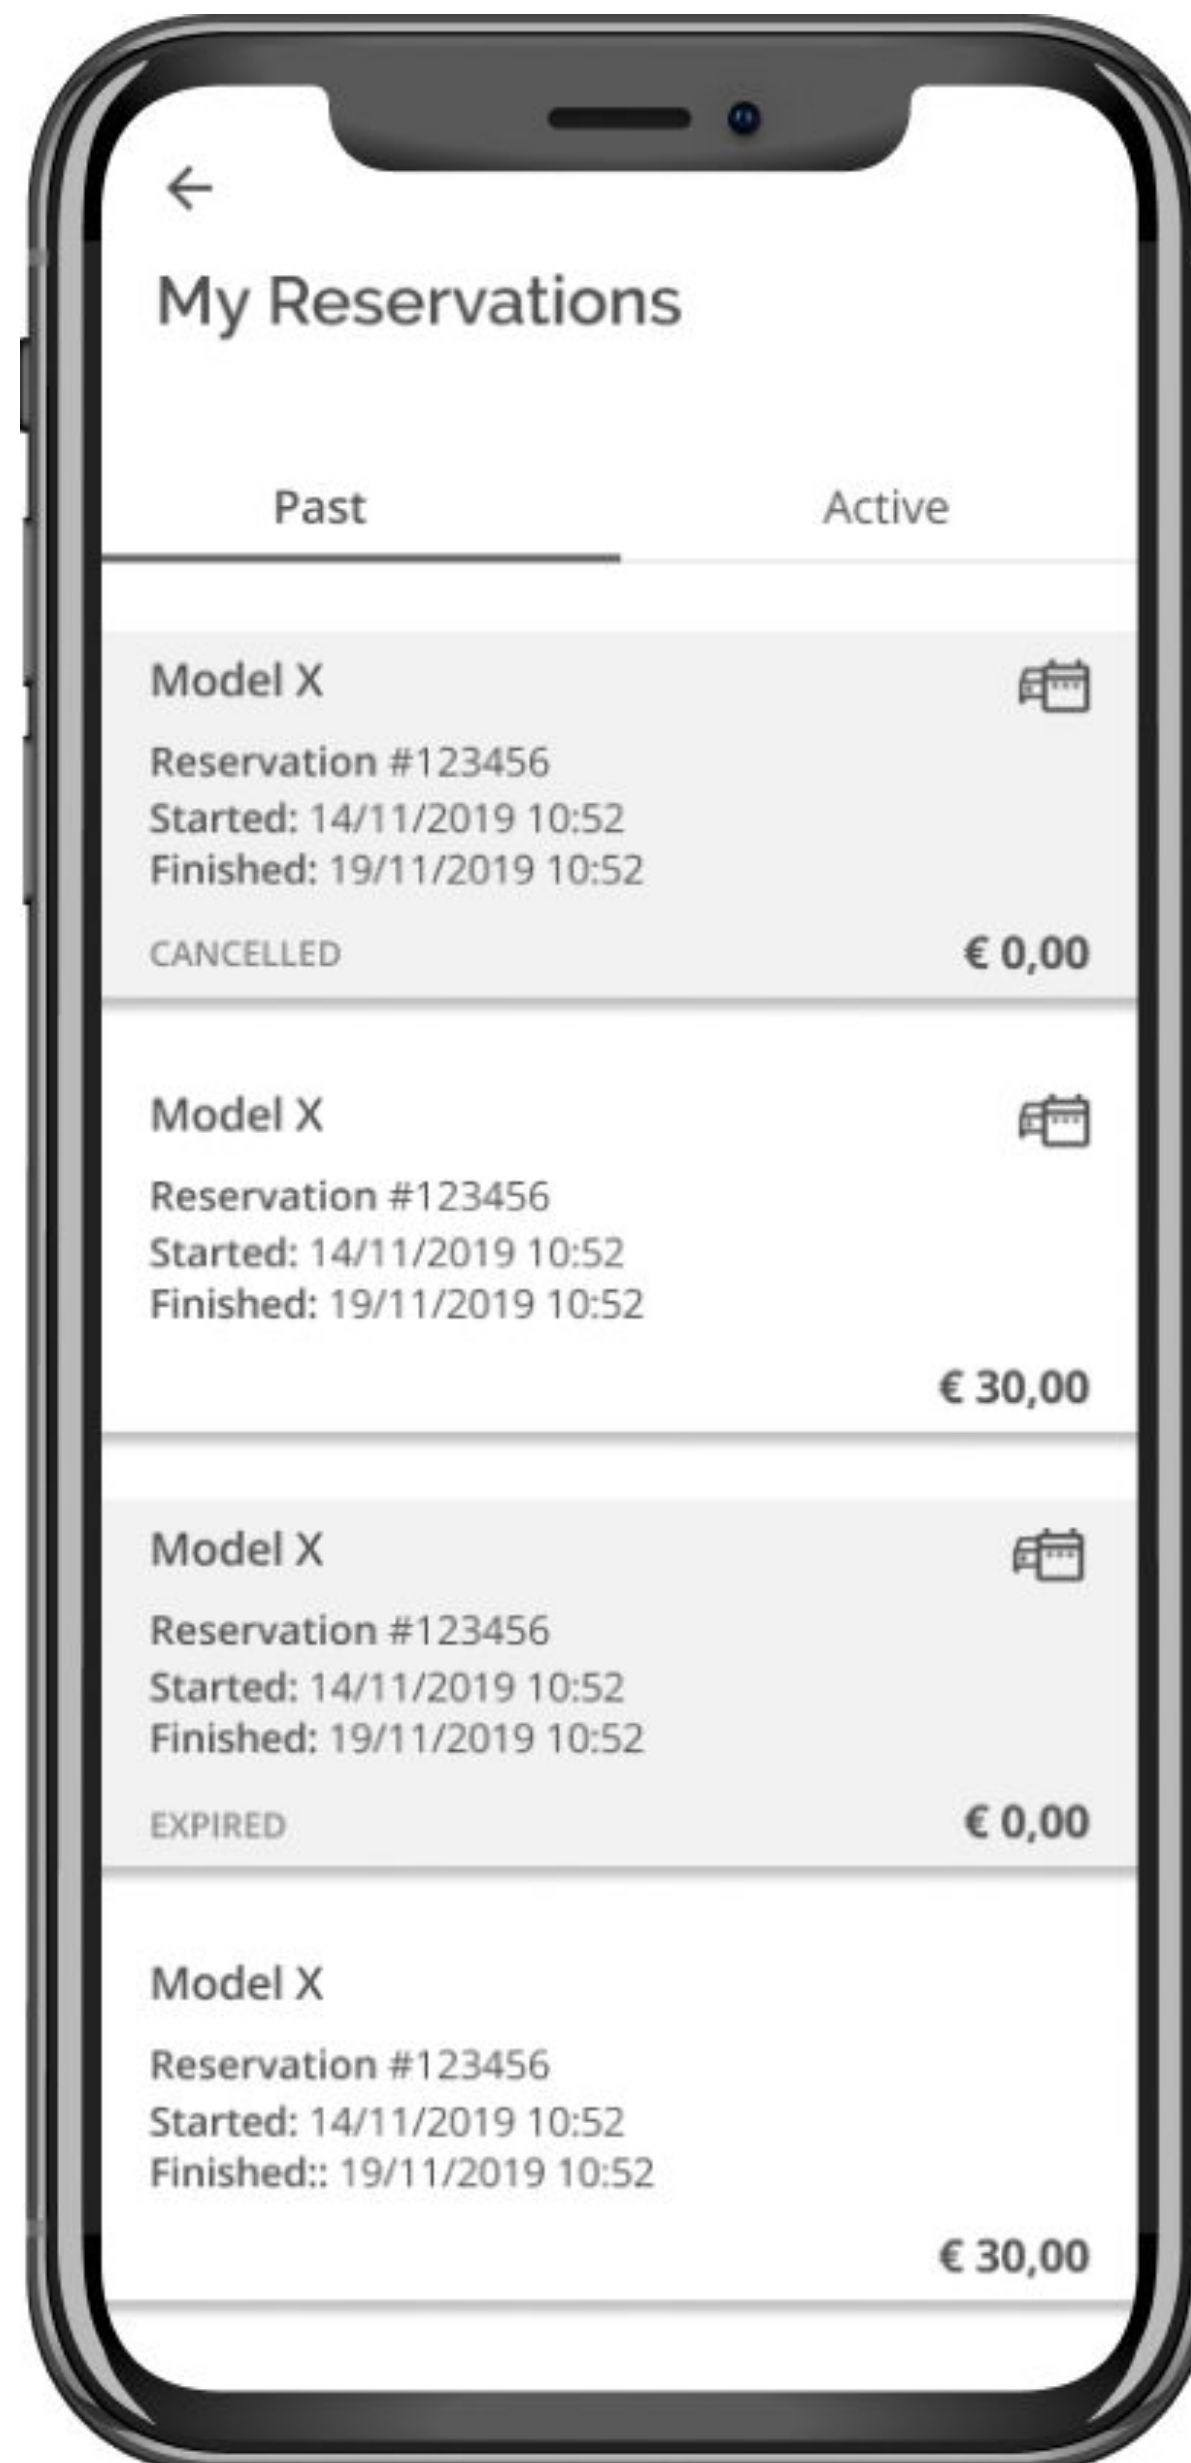 My Reservations
Past Active
Model X
Reservation #123456
Started: 14/11/2019 10:52
Finished: 19/11/2019 10:52
CANCELLED € 0,00
Model X
Reservation #123456
Started: 14/11/2019 10:52
Finished: 19/11/2019 10:52
€ 30,00
Model X
Reservation #123456
Started: 14/11/2019 10:52
Finished: 19/11/2019 10:52
EXPIRED € 0,00
Model X
Reservation #123456
Started: 14/11/2019 10:52
Finished:: 19/11/2019 10:52
€ 30,00